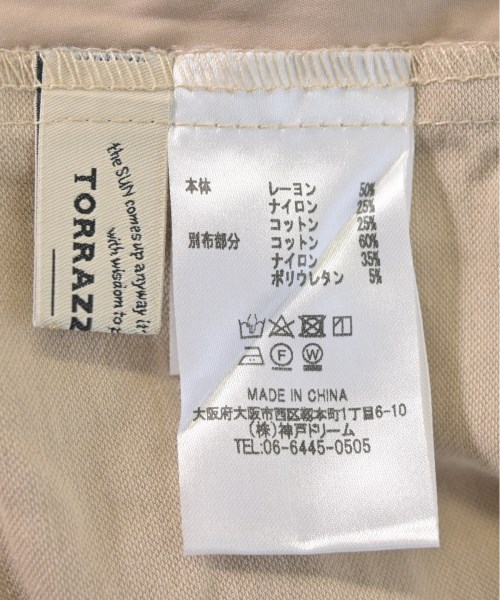 the SUN comes up anyway
with wisdom to
TORRAZZ
本体 レーヨン 50%
ナイロン 25%
コットン 25%
別布部分 コットン 60%
ナイロン 35%
ポリウレタン 5%
F W
MADE IN CHINA
大阪府大阪市西区靱本町1丁目6-10
(株)神戸ドリーム
TEL:06-6445-0505